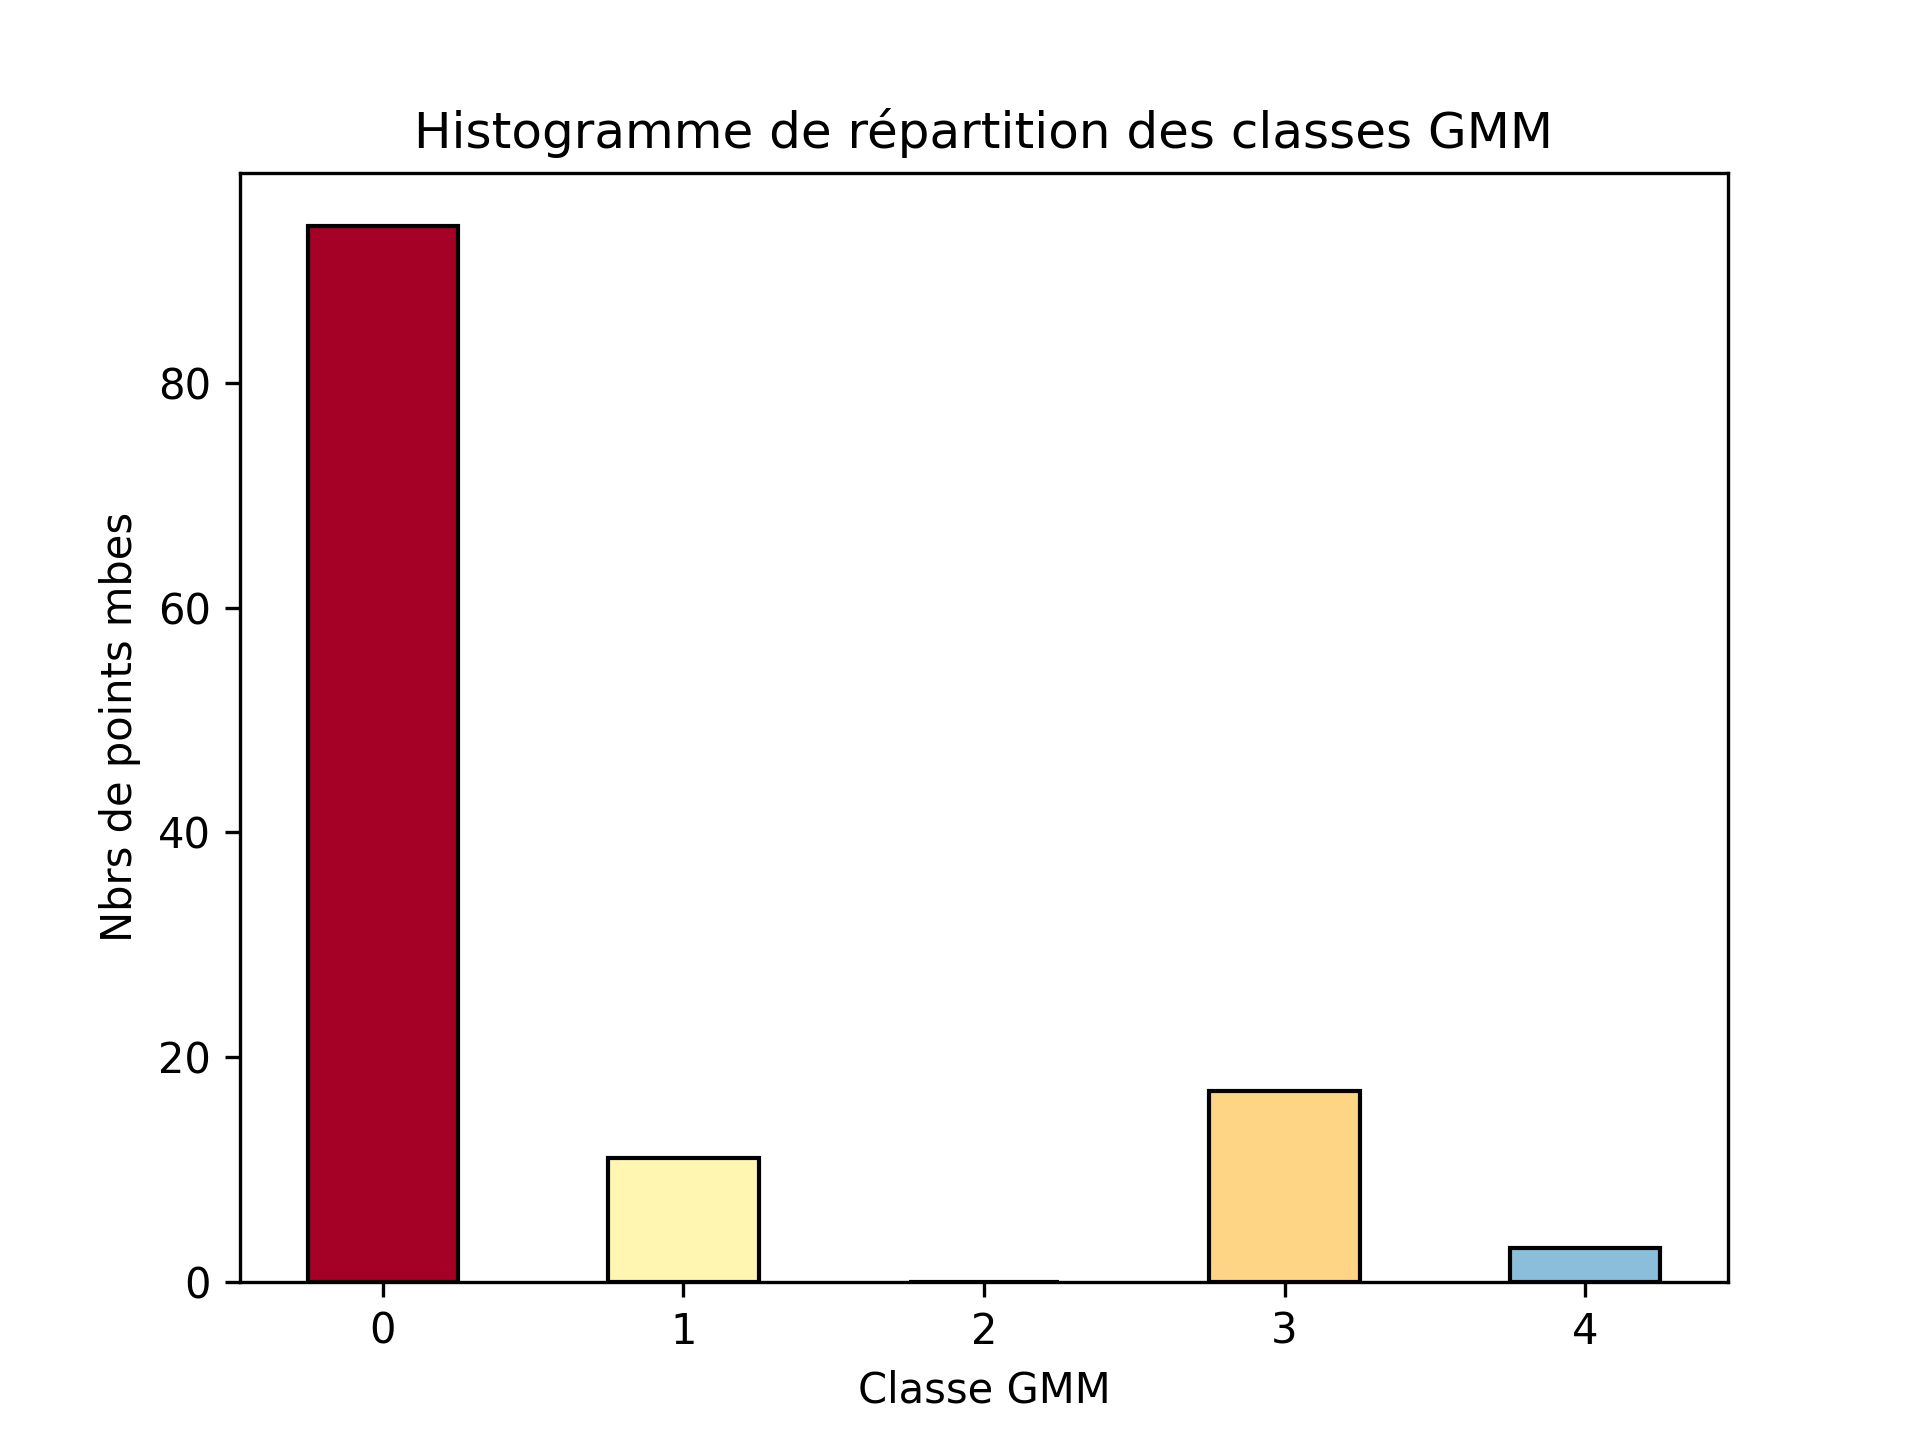 Histogramme de répartition des classes GMM
Nbrs de points mbes
80
60
40
20
0
0 1 2 3 4
Classe GMM